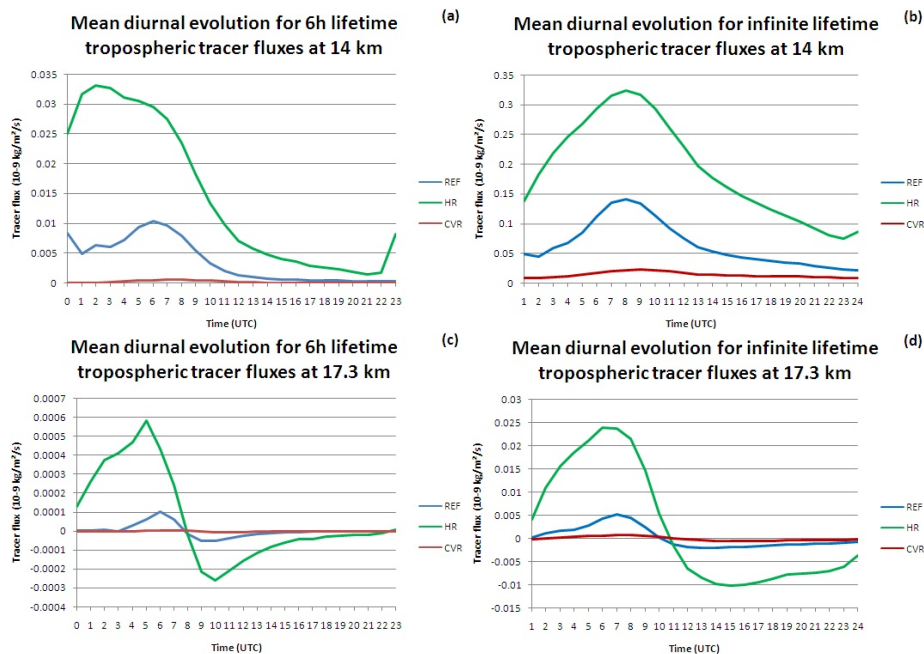 Mean diurnal evolution for 6h lifetime
tropospheric tracer fluxes at 14 km
(a)
Tracer flux (10-9 kg/m²/s)
0.035
0.03
0.025
0.02
0.015
0.01
0.005
0
0 1 2 3 4 5 6 7 8 9 10 11 12 13 14 15 16 17 18 19 20 21 22 23
Time (UTC)
REF
HR
CVR
Mean diurnal evolution for infinite lifetime
tropospheric tracer fluxes at 14 km
(b)
Tracer flux (10-9 kg/m²/s)
0.35
0.3
0.25
0.2
0.15
0.1
0.05
0
1 2 3 4 5 6 7 8 9 10 11 12 13 14 15 16 17 18 19 20 21 22 23 24
Time (UTC)
REF
HR
CVR
Mean diurnal evolution for 6h lifetime
tropospheric tracer fluxes at 17.3 km
(c)
Tracer flux (10-9 kg/m²/s)
0.0007
0.0006
0.0005
0.0004
0.0003
0.0002
0.0001
0
-0.0001
-0.0002
-0.0003
-0.0004
0 1 2 3 4 5 6 7 8 9 10 11 12 13 14 15 16 17 18 19 20 21 22 23
Time (UTC)
REF
HR
CVR
Mean diurnal evolution for infinite lifetime
tropospheric tracer fluxes at 17.3 km
(d)
Tracer flux (10-9 kg/m²/s)
0.03
0.025
0.02
0.015
0.01
0.005
0
-0.005
-0.01
-0.015
1 2 3 4 5 6 7 8 9 10 11 12 13 14 15 16 17 18 19 20 21 22 23 24
Time (UTC)
REF
HR
CVR